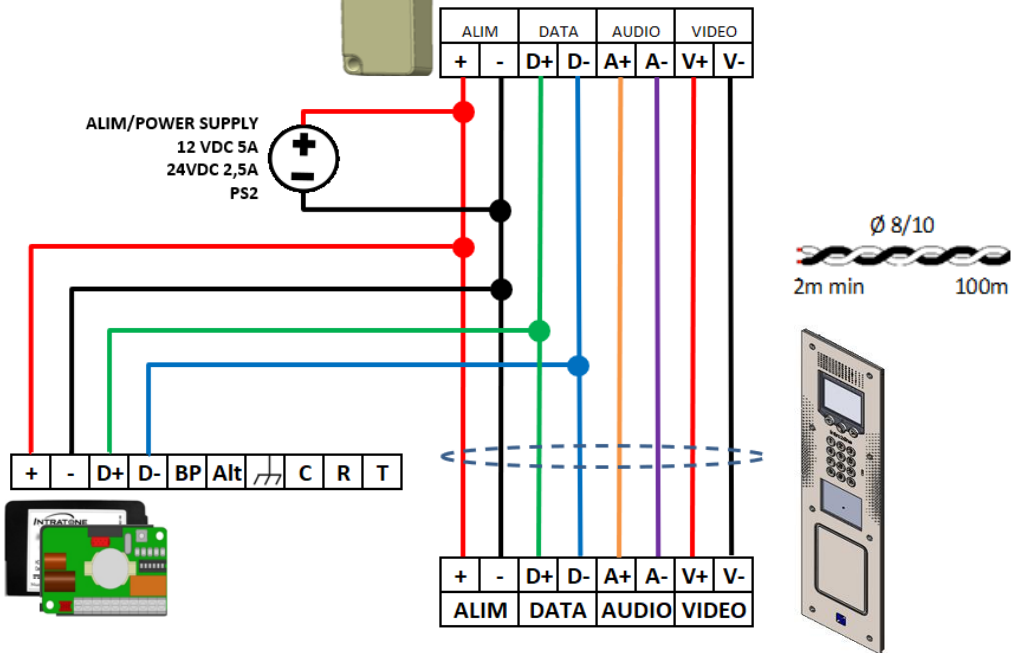 ALIM DATA AUDIO VIDEO
+ - D+ D- A+ A- V+ V-
ALIM/POWER SUPPLY
12 VDC 5A
24VDC 2,5A
PS2
Ø 8/10
2m min 100m
+ - D+ D- BP Alt C R T
INTRATONE
+ - D+ D- A+ A- V+ V-
ALIM DATA AUDIO VIDEO